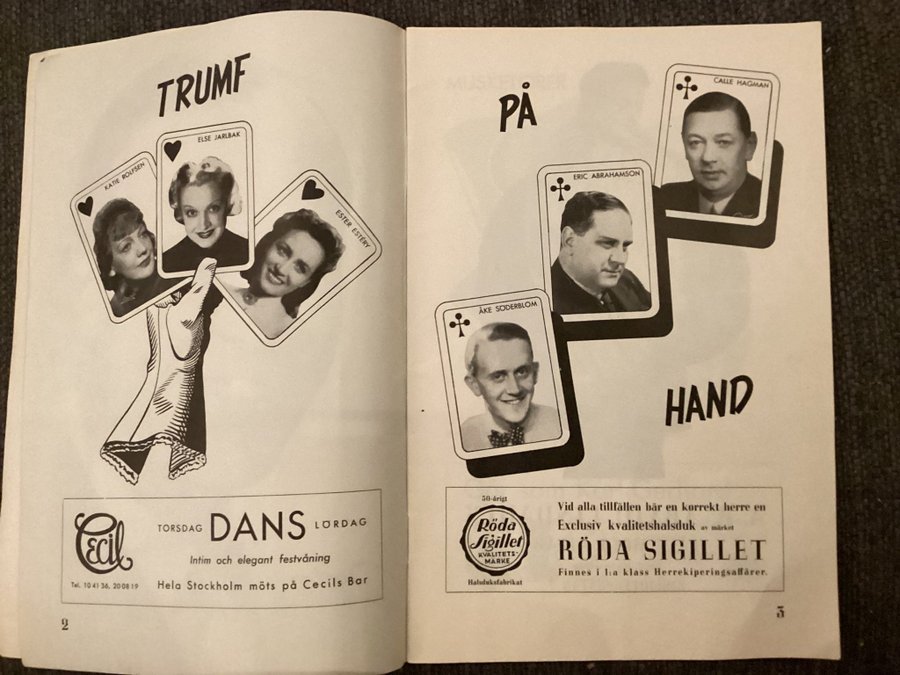 TRUMF
KATIE ROLFSEN
ELSE JARLBAK
ESTER ESTÉRY
Cecil
Tel. 10 41 36, 20 08 19
TORSDAG DANS LÖRDAG
Intim och elegant festvåning
Hela Stockholm möts på Cecils Bar
2
PÅ
CALLE HAGMAN
ERIC ABRAHAMSON
ÅKE SÖDERBLOM
HAND
50-årigt
Röda
Sigillet
KVALITETS-
MARKE
Halsduksfabrikat
Vid alla tillfällen bär en korrekt herre en
Exclusiv kvalitetshalsduk av märket
RÖDA SIGILLET
Finnes i 1:a klass Herrekiperingsaffärer.
3